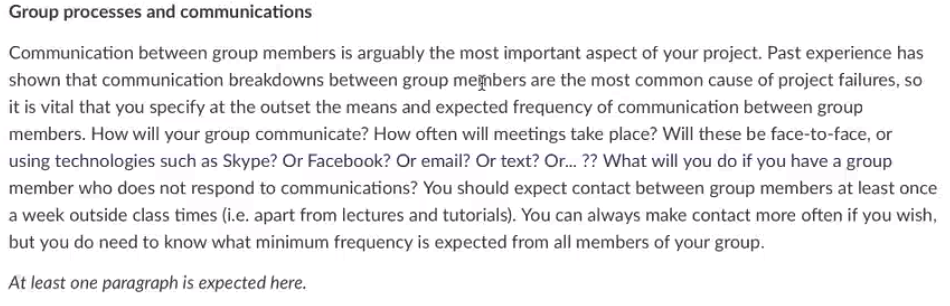 Group processes and communications
Communication between group members is arguably the most important aspect of your project. Past experience has
shown that communication breakdowns between group members are the most common cause of project failures, so
it is vital that you specify at the outset the means and expected frequency of communication between group
members. How will your group communicate? How often will meetings take place? Will these be face-to-face, or
using technologies such as Skype? Or Facebook? Or email? Or text? Or... ?? What will you do if you have a group
member who does not respond to communications? You should expect contact between group members at least once
a week outside class times (i.e. apart from lectures and tutorials). You can always make contact more often if you wish,
but you do need to know what minimum frequency is expected from all members of your group.
At least one paragraph is expected here.